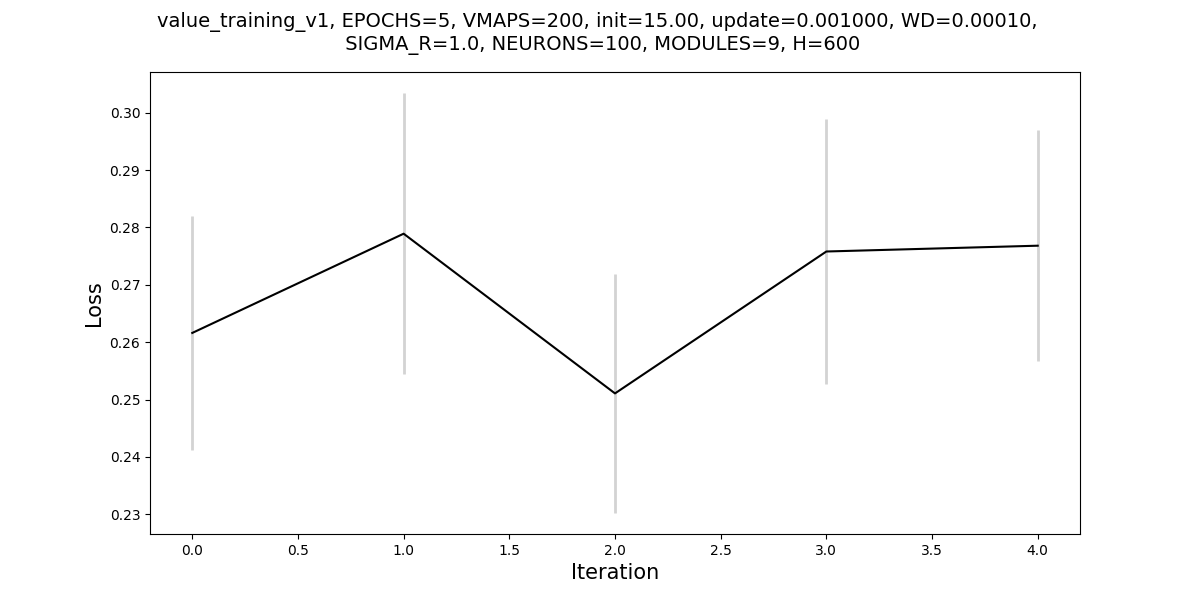 value_training_v1, EPOCHS=5, VMAPS=200, init=15.00, update=0.001000, WD=0.00010,
SIGMA_R=1.0, NEURONS=100, MODULES=9, H=600
0.30
0.29
0.28
0.27
0.26
0.25
0.24
0.23
Loss
0.0 0.5 1.0 1.5 2.0 2.5 3.0 3.5 4.0
Iteration